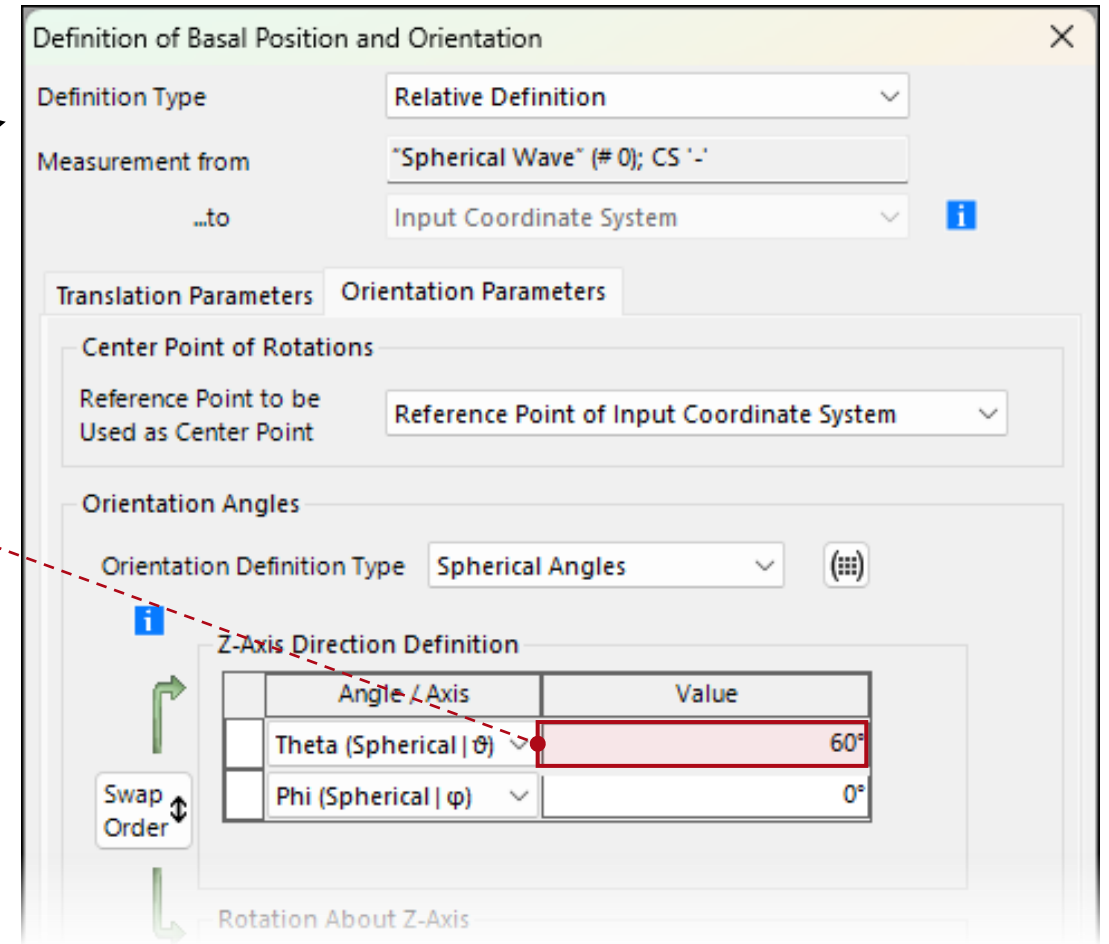 Definition of Basal Position and Orientation
Definition Type Relative Definition
Measurement from "Spherical Wave" (# 0); CS '-'
...to Input Coordinate System
Translation Parameters Orientation Parameters
Center Point of Rotations
Reference Point to be
Used as Center Point
Reference Point of Input Coordinate System
Orientation Angles
Orientation Definition Type Spherical Angles
Z-Axis Direction Definition
Angle / Axis Value
Theta (Spherical | ϑ) 60°
Phi (Spherical | φ) 0°
Swap
Order
Rotation About Z-Axis